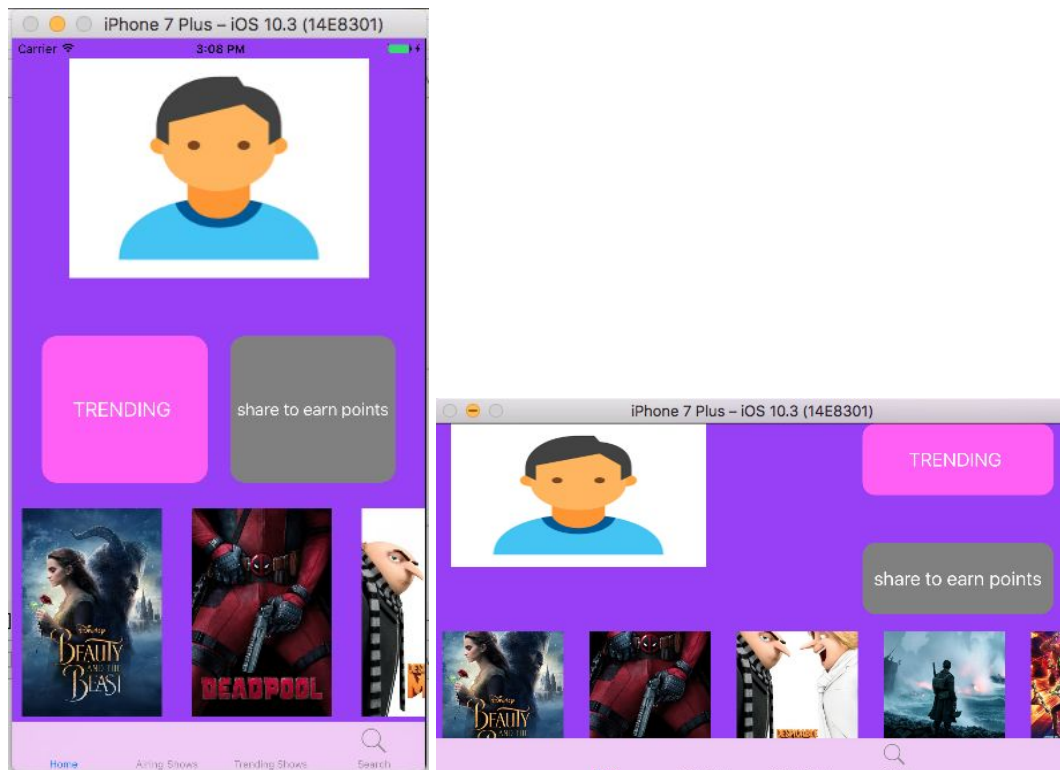 iPhone 7 Plus – iOS 10.3 (14E8301)
Carrier
3:08 PM
TRENDING
share to earn points
Disney
BEAUTY
AND THE
BEAST
DEADPOOL
Home
Airing Shows
Trending Shows
Search
iPhone 7 Plus – iOS 10.3 (14E8301)
TRENDING
share to earn points
Disney
BEAUTY